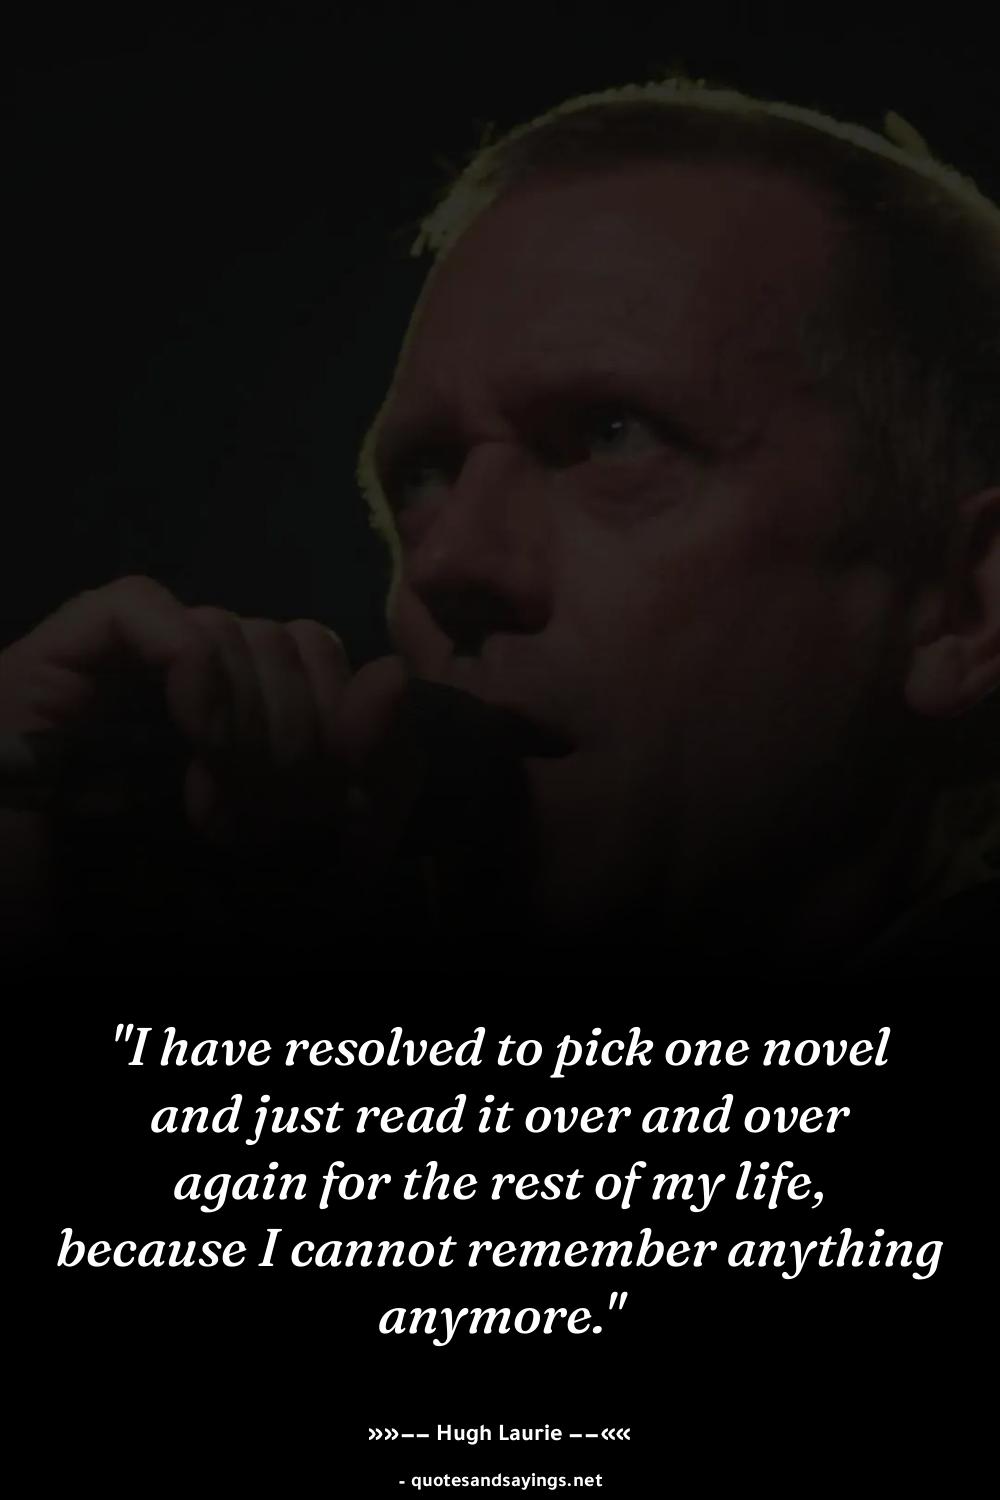 "I have resolved to pick one novel
and just read it over and over
again for the rest of my life,
because I cannot remember anything
anymore."
»»–– Hugh Laurie ––««
- quotesandsayings.net